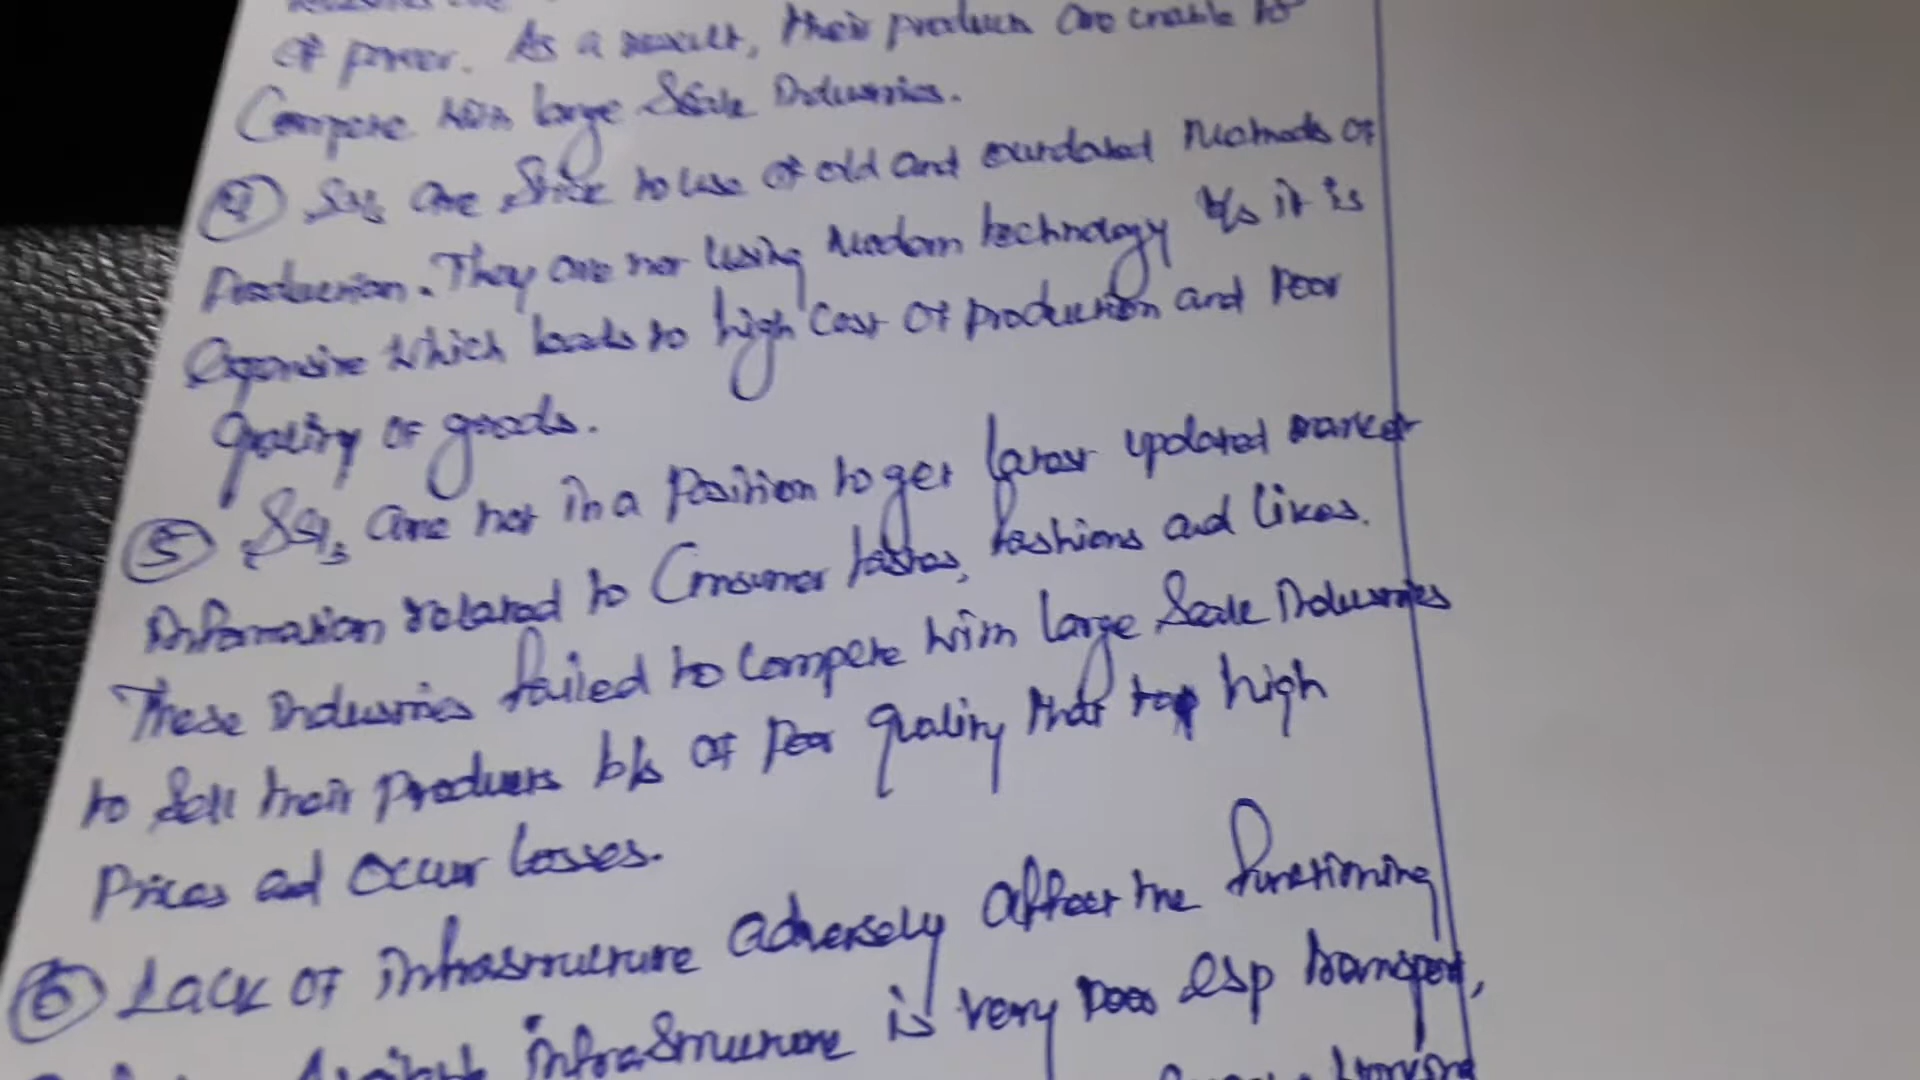 of power. As a result, their products are unable to
Compete with large Scale Industries.
④ SSIs are Stick to use of old and outdated Methods of
Production. They are not using Modern technology b/s it is
Expensive which leads to high Cost of production and Poor
Quality of goods.
⑤ SSIs are not in a Position to get latest updated market
Information related to Consumer tastes, fashions and likes.
These Industries failed to Compete with large Scale Industries
to Sell their Products b/s of Poor quality that too high
Prices and Occur losses.
⑥ Lack of infrastructure adversely affect the functioning
infrastructure is very poor esp transport,